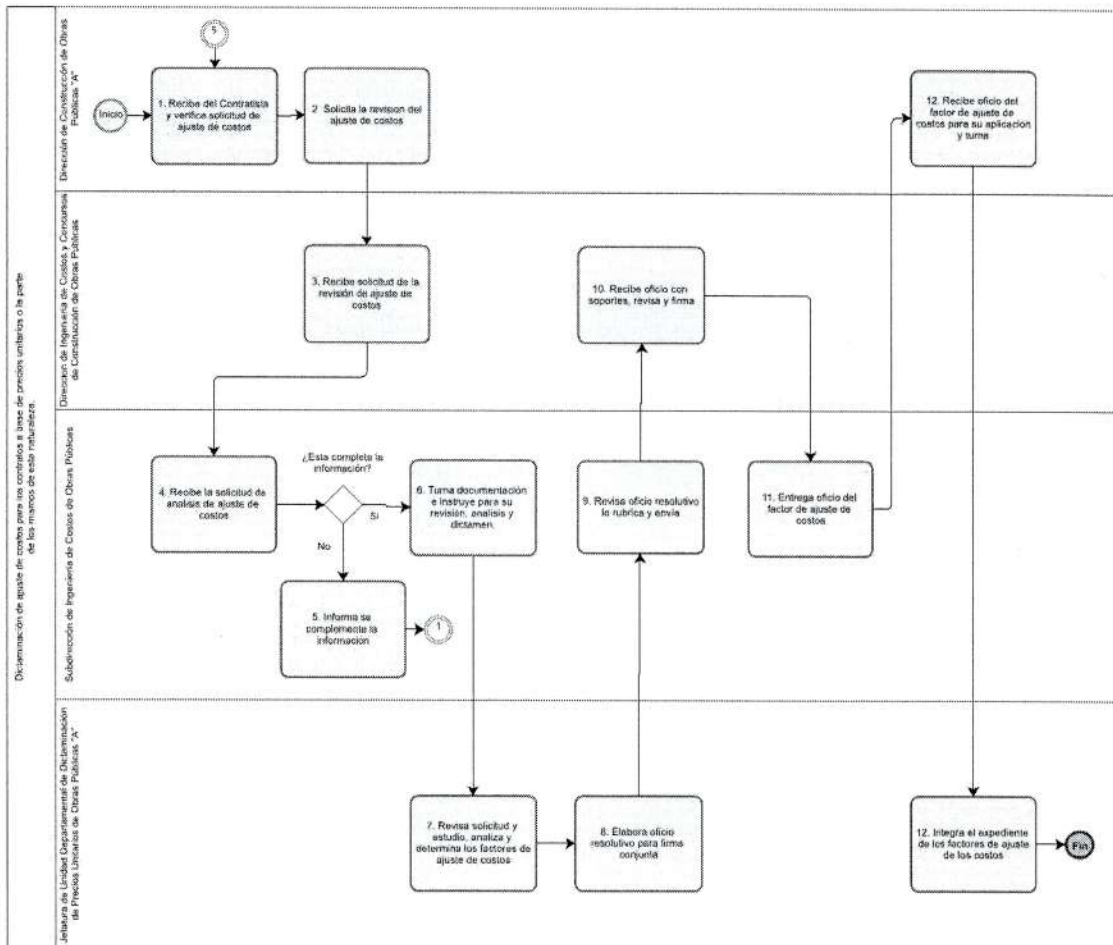 Dictaminación de ajuste de costos para los contratos a base de precios unitarios o la parte
de los mismos de esta naturaleza.
Dirección de Construcción de Obras
Públicas "A"
5
Inicio
1. Recibe del Contratista
y verifica solicitud de
ajuste de costos
2. Solicita la revisión del
ajuste de costos
12. Recibe oficio del
factor de ajuste de
costos para su aplicación
y turna
Dirección de Ingeniería de Costos y Concursos
de Construcción de Obras Públicas
3. Recibe solicitud de la
revisión de ajuste de
costos
10. Recibe oficio con
soportes, revisa y firma
Subdirección de Ingeniería de Costos de Obras Públicas
4. Recibe la solicitud de
análisis de ajuste de
costos
¿Esta completa la
información?
Si
No
6. Turna documentación
e instruye para su
revisión, análisis y
dictamen.
5. Informa se
complemente la
información
1
9. Revisa oficio resolutivo
lo rubrica y envía
11. Entrega oficio del
factor de ajuste de
costos
Jefatura de Unidad Departamental de Dictaminación
de Precios Unitarios de Obras Públicas "A"
7. Revisa solicitud y
estudio, analiza y
determina los factores de
ajuste de costos
8. Elabora oficio
resolutivo para firma
conjunta
12. Integra el expediente
de los factores de ajuste
de los costos
Fin